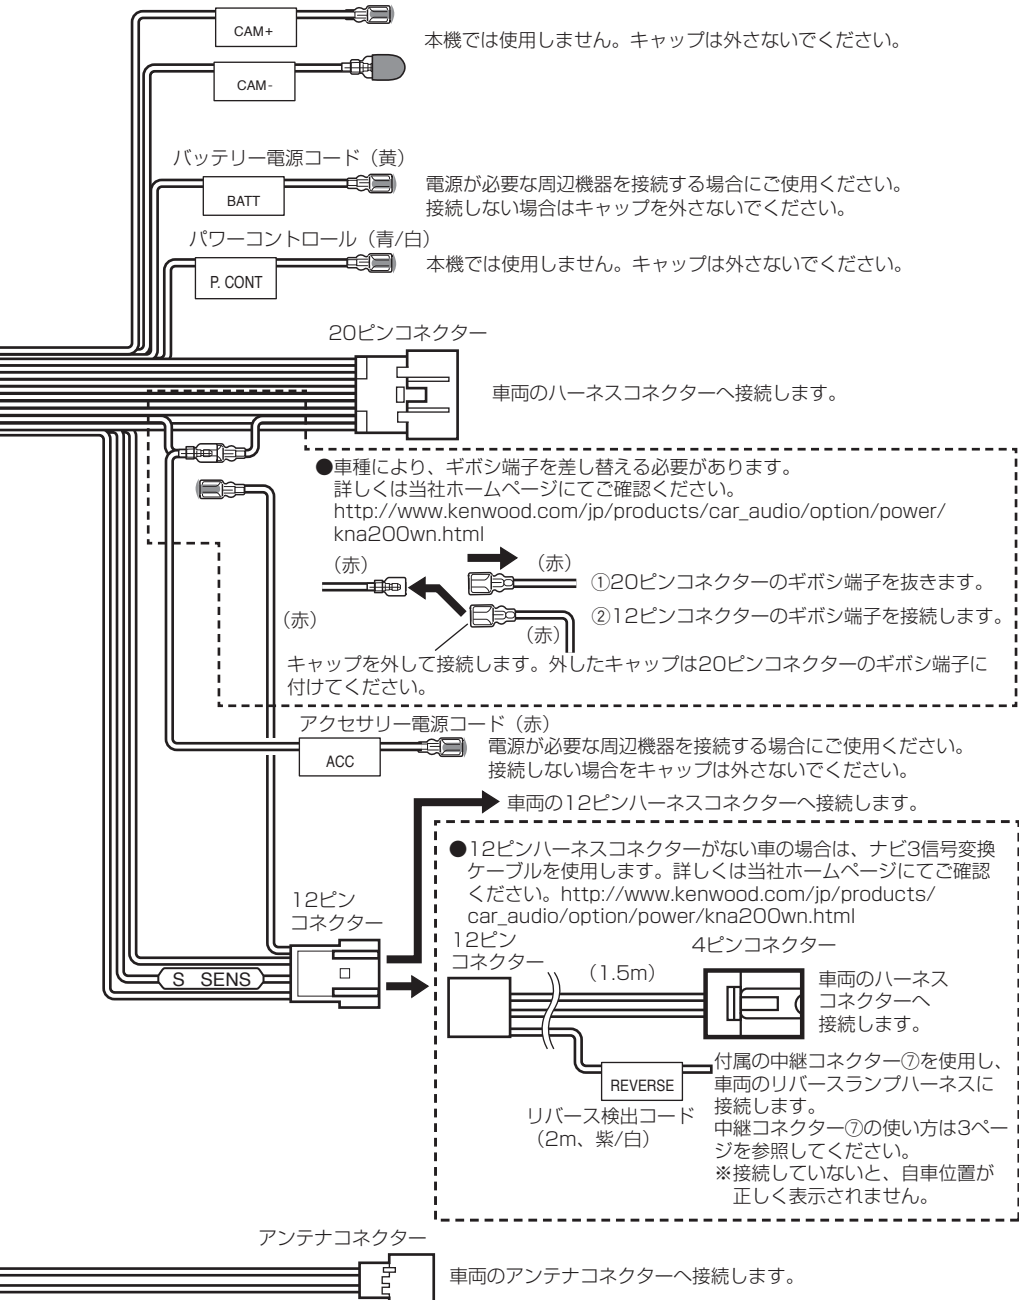 CAM+
本機では使用しません。キャップは外さないでください。
CAM-
バッテリー電源コード（黄）
BATT
電源が必要な周辺機器を接続する場合にご使用ください。
接続しない場合はキャップを外さないでください。
パワーコントロール（青/白）
P. CONT
本機では使用しません。キャップは外さないでください。
20ピンコネクター
車両のハーネスコネクターへ接続します。
●車種により、ギボシ端子を差し替える必要があります。
詳しくは当社ホームページにてご確認ください。
http://www.kenwood.com/jp/products/car_audio/option/power/
kna200wn.html
（赤）
（赤）
①20ピンコネクターのギボシ端子を抜きます。
（赤）
②12ピンコネクターのギボシ端子を接続します。
（赤）
キャップを外して接続します。外したキャップは20ピンコネクターのギボシ端子に
付けてください。
アクセサリー電源コード（赤）
ACC
電源が必要な周辺機器を接続する場合にご使用ください。
接続しない場合をキャップは外さないでください。
車両の12ピンハーネスコネクターへ接続します。
●12ピンハーネスコネクターがない車の場合は、ナビ3信号変換
ケーブルを使用します。詳しくは当社ホームページにてご確認
ください。http://www.kenwood.com/jp/products/
car_audio/option/power/kna200wn.html
12ピン
コネクター
S SENS
12ピン
コネクター
（1.5m）
4ピンコネクター
車両のハーネス
コネクターへ
接続します。
REVERSE
リバース検出コード
（2m、紫/白）
付属の中継コネクター⑦を使用し、
車両のリバースランプハーネスに
接続します。
中継コネクター⑦の使い方は3ペー
ジを参照してください。
※接続していないと、自車位置が
正しく表示されません。
アンテナコネクター
車両のアンテナコネクターへ接続します。